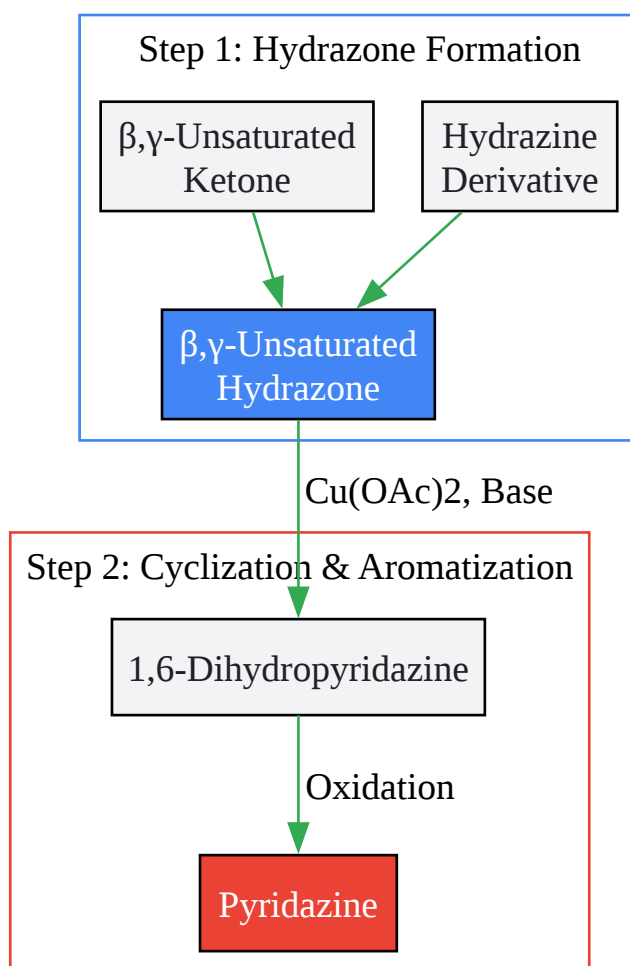 Step 1: Hydrazone Formation
β,γ-Unsaturated
Ketone
Hydrazine
Derivative
β,γ-Unsaturated
Hydrazone
Cu(OAc)2, Base
Step 2: Cyclization & Aromatization
1,6-Dihydropyridazine
Oxidation
Pyridazine